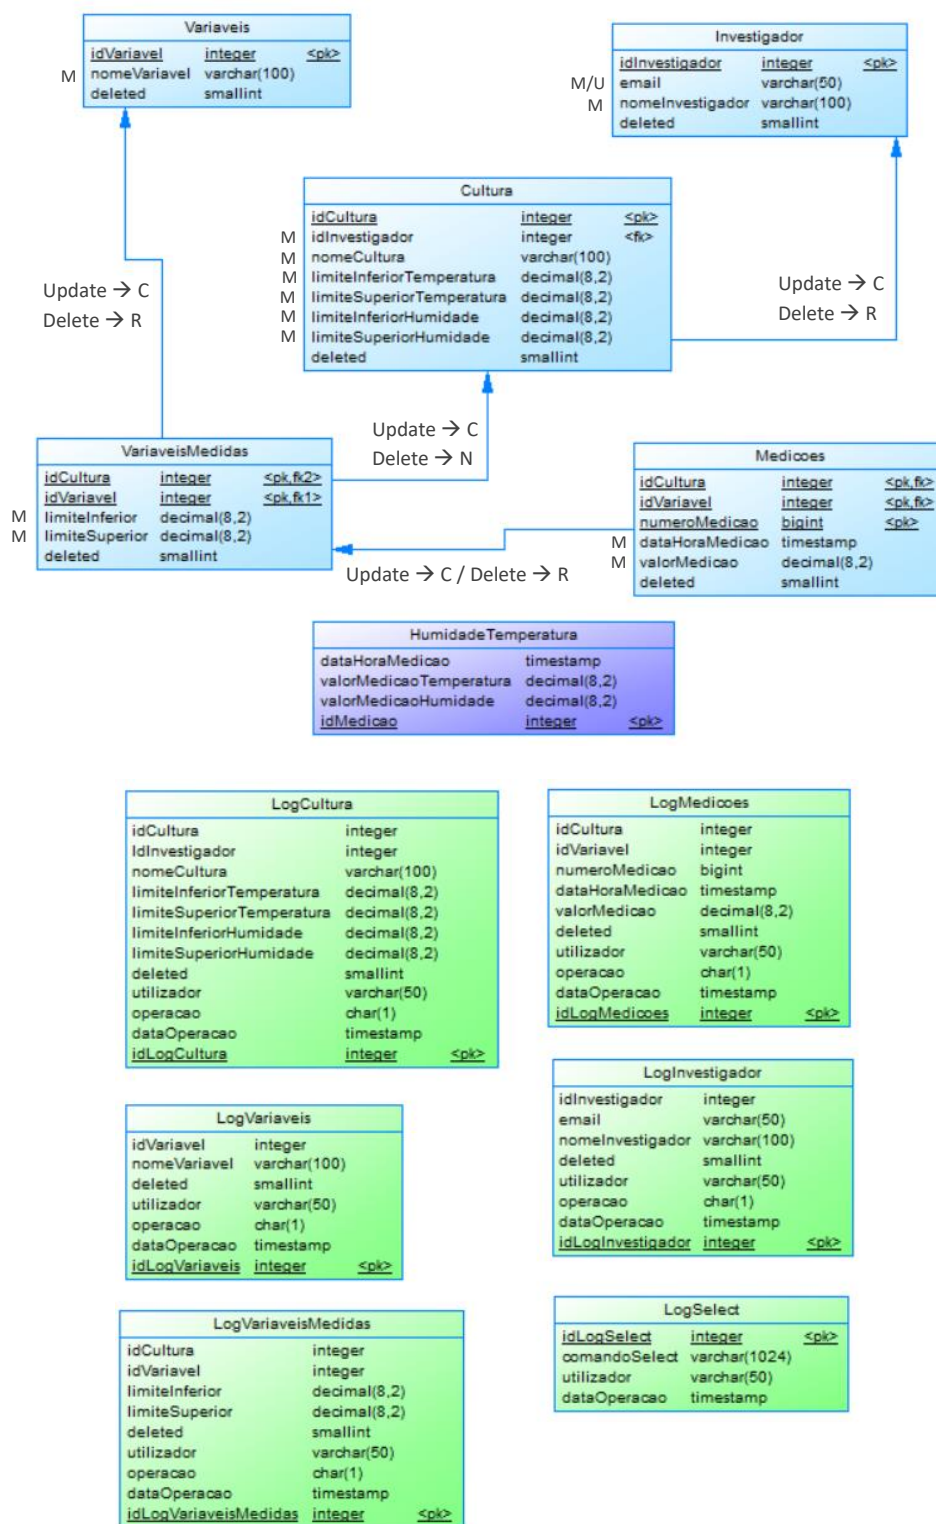 Variaveis
idVariavel integer <pk>
M nomeVariavel varchar(100)
deleted smallint
Investigador
idInvestigador integer <pk>
M/U email varchar(50)
M nomeInvestigador varchar(100)
deleted smallint
Cultura
idCultura integer <pk>
M idInvestigador integer <fk>
M nomeCultura varchar(100)
M limiteInferiorTemperatura decimal(8,2)
M limiteSuperiorTemperatura decimal(8,2)
M limiteInferiorHumidade decimal(8,2)
M limiteSuperiorHumidade decimal(8,2)
deleted smallint
Update → C
Delete → R
Update → C
Delete → R
Update → C
Delete → N
VariaveisMedidas
idCultura integer <pk,fk2>
idVariavel integer <pk,fk1>
M limiteInferior decimal(8,2)
M limiteSuperior decimal(8,2)
deleted smallint
Medicoes
idCultura integer <pk,fk>
idVariavel integer <pk,fk>
numeroMedicao bigint <pk>
M dataHoraMedicao timestamp
M valorMedicao decimal(8,2)
deleted smallint
Update → C / Delete → R
HumidadeTemperatura
dataHoraMedicao timestamp
valorMedicaoTemperatura decimal(8,2)
valorMedicaoHumidade decimal(8,2)
idMedicao integer <pk>
LogCultura
idCultura integer
IdInvestigador integer
nomeCultura varchar(100)
limiteInferiorTemperatura decimal(8,2)
limiteSuperiorTemperatura decimal(8,2)
limiteInferiorHumidade decimal(8,2)
limiteSuperiorHumidade decimal(8,2)
deleted smallint
utilizador varchar(50)
operacao char(1)
dataOperacao timestamp
idLogCultura integer <pk>
LogMedicoes
idCultura integer
idVariavel integer
numeroMedicao bigint
dataHoraMedicao timestamp
valorMedicao decimal(8,2)
deleted smallint
utilizador varchar(50)
operacao char(1)
dataOperacao timestamp
idLogMedicoes integer <pk>
LogVariaveis
idVariavel integer
nomeVariavel varchar(100)
deleted smallint
utilizador varchar(50)
operacao char(1)
dataOperacao timestamp
idLogVariaveis integer <pk>
LogInvestigador
idInvestigador integer
email varchar(50)
nomeInvestigador varchar(100)
deleted smallint
utilizador varchar(50)
operacao char(1)
dataOperacao timestamp
idLogInvestigador integer <pk>
LogVariaveisMedidas
idCultura integer
idVariavel integer
limiteInferior decimal(8,2)
limiteSuperior decimal(8,2)
deleted smallint
utilizador varchar(50)
operacao char(1)
dataOperacao timestamp
idLogVariaveisMedidas integer <pk>
LogSelect
idLogSelect integer <pk>
comandoSelect varchar(1024)
utilizador varchar(50)
dataOperacao timestamp